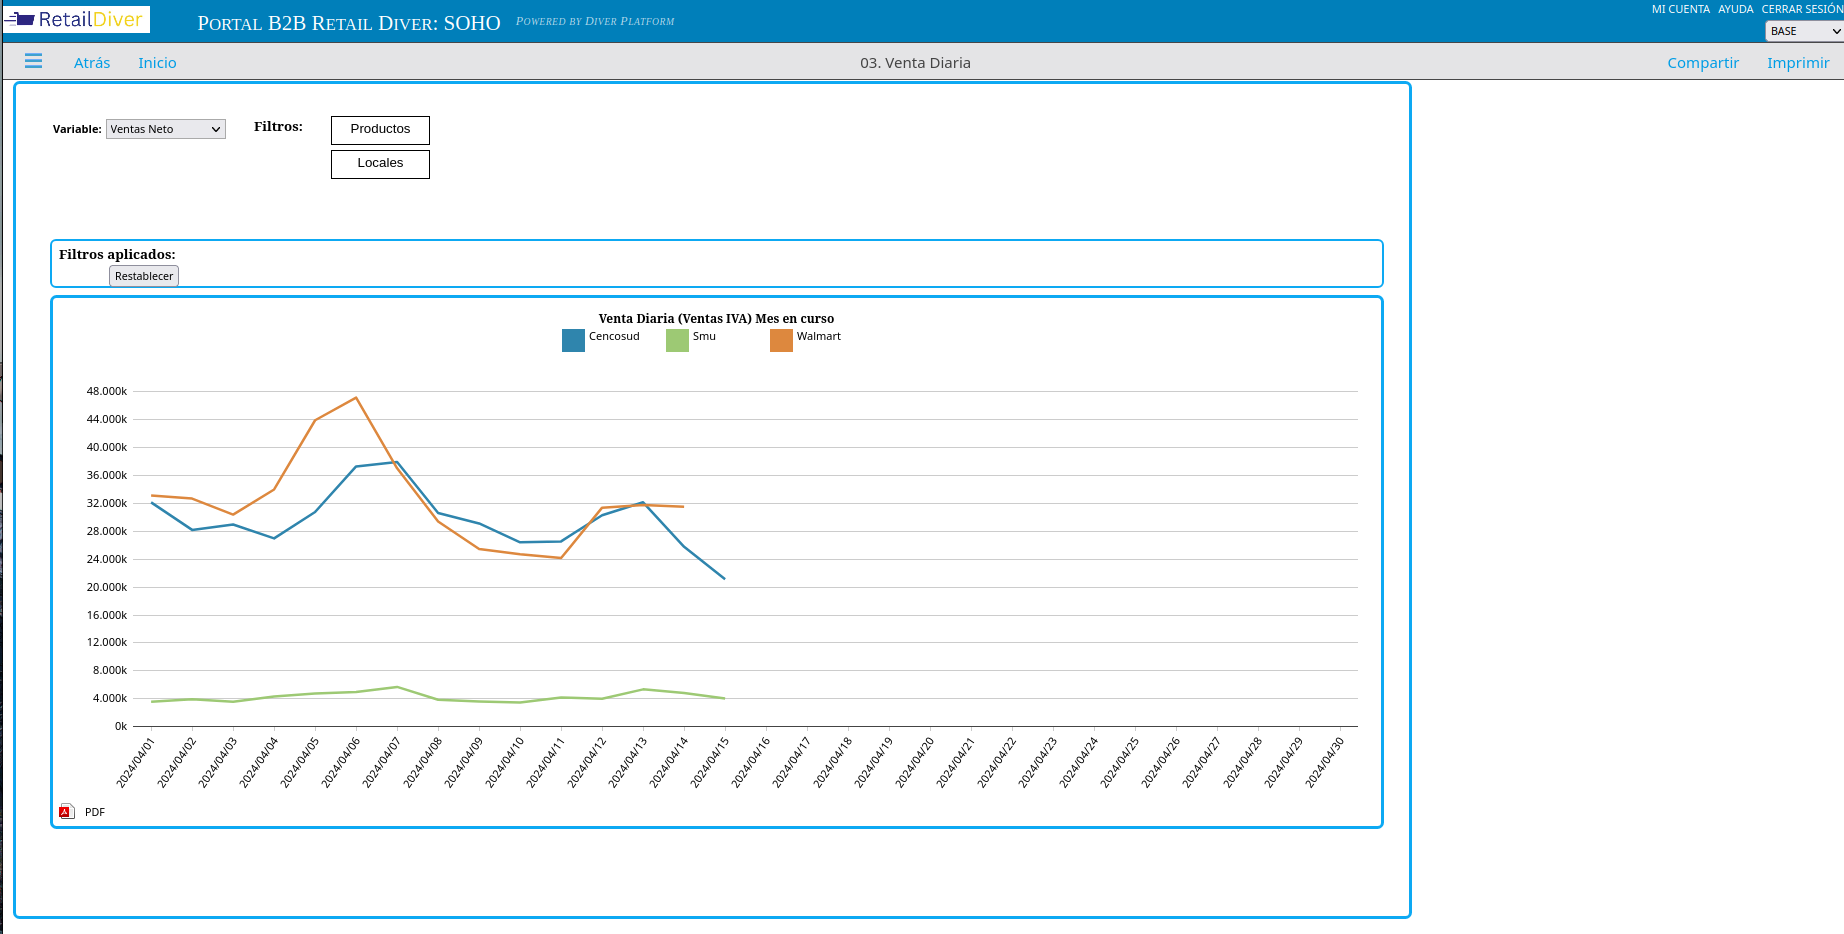 RetailDiver
PORTAL B2B RETAIL DIVER: SOHO
POWERED BY DIVER PLATFORM
MI CUENTA AYUDA CERRAR SESIÓN
BASE
Atrás Inicio
03. Venta Diaria
Compartir Imprimir
Variable: Ventas Neto
Filtros:
Productos
Locales
Filtros aplicados:
Restablecer
Venta Diaria (Ventas IVA) Mes en curso
Cencosud Smu Walmart
48.000k
44.000k
40.000k
36.000k
32.000k
28.000k
24.000k
20.000k
16.000k
12.000k
8.000k
4.000k
0k
2024/04/01 2024/04/02 2024/04/03 2024/04/04 2024/04/05 2024/04/06 2024/04/07 2024/04/08 2024/04/09 2024/04/10 2024/04/11 2024/04/12 2024/04/13 2024/04/14 2024/04/15 2024/04/16 2024/04/17 2024/04/18 2024/04/19 2024/04/20 2024/04/21 2024/04/22 2024/04/23 2024/04/24 2024/04/25 2024/04/26 2024/04/27 2024/04/28 2024/04/29 2024/04/30
PDF